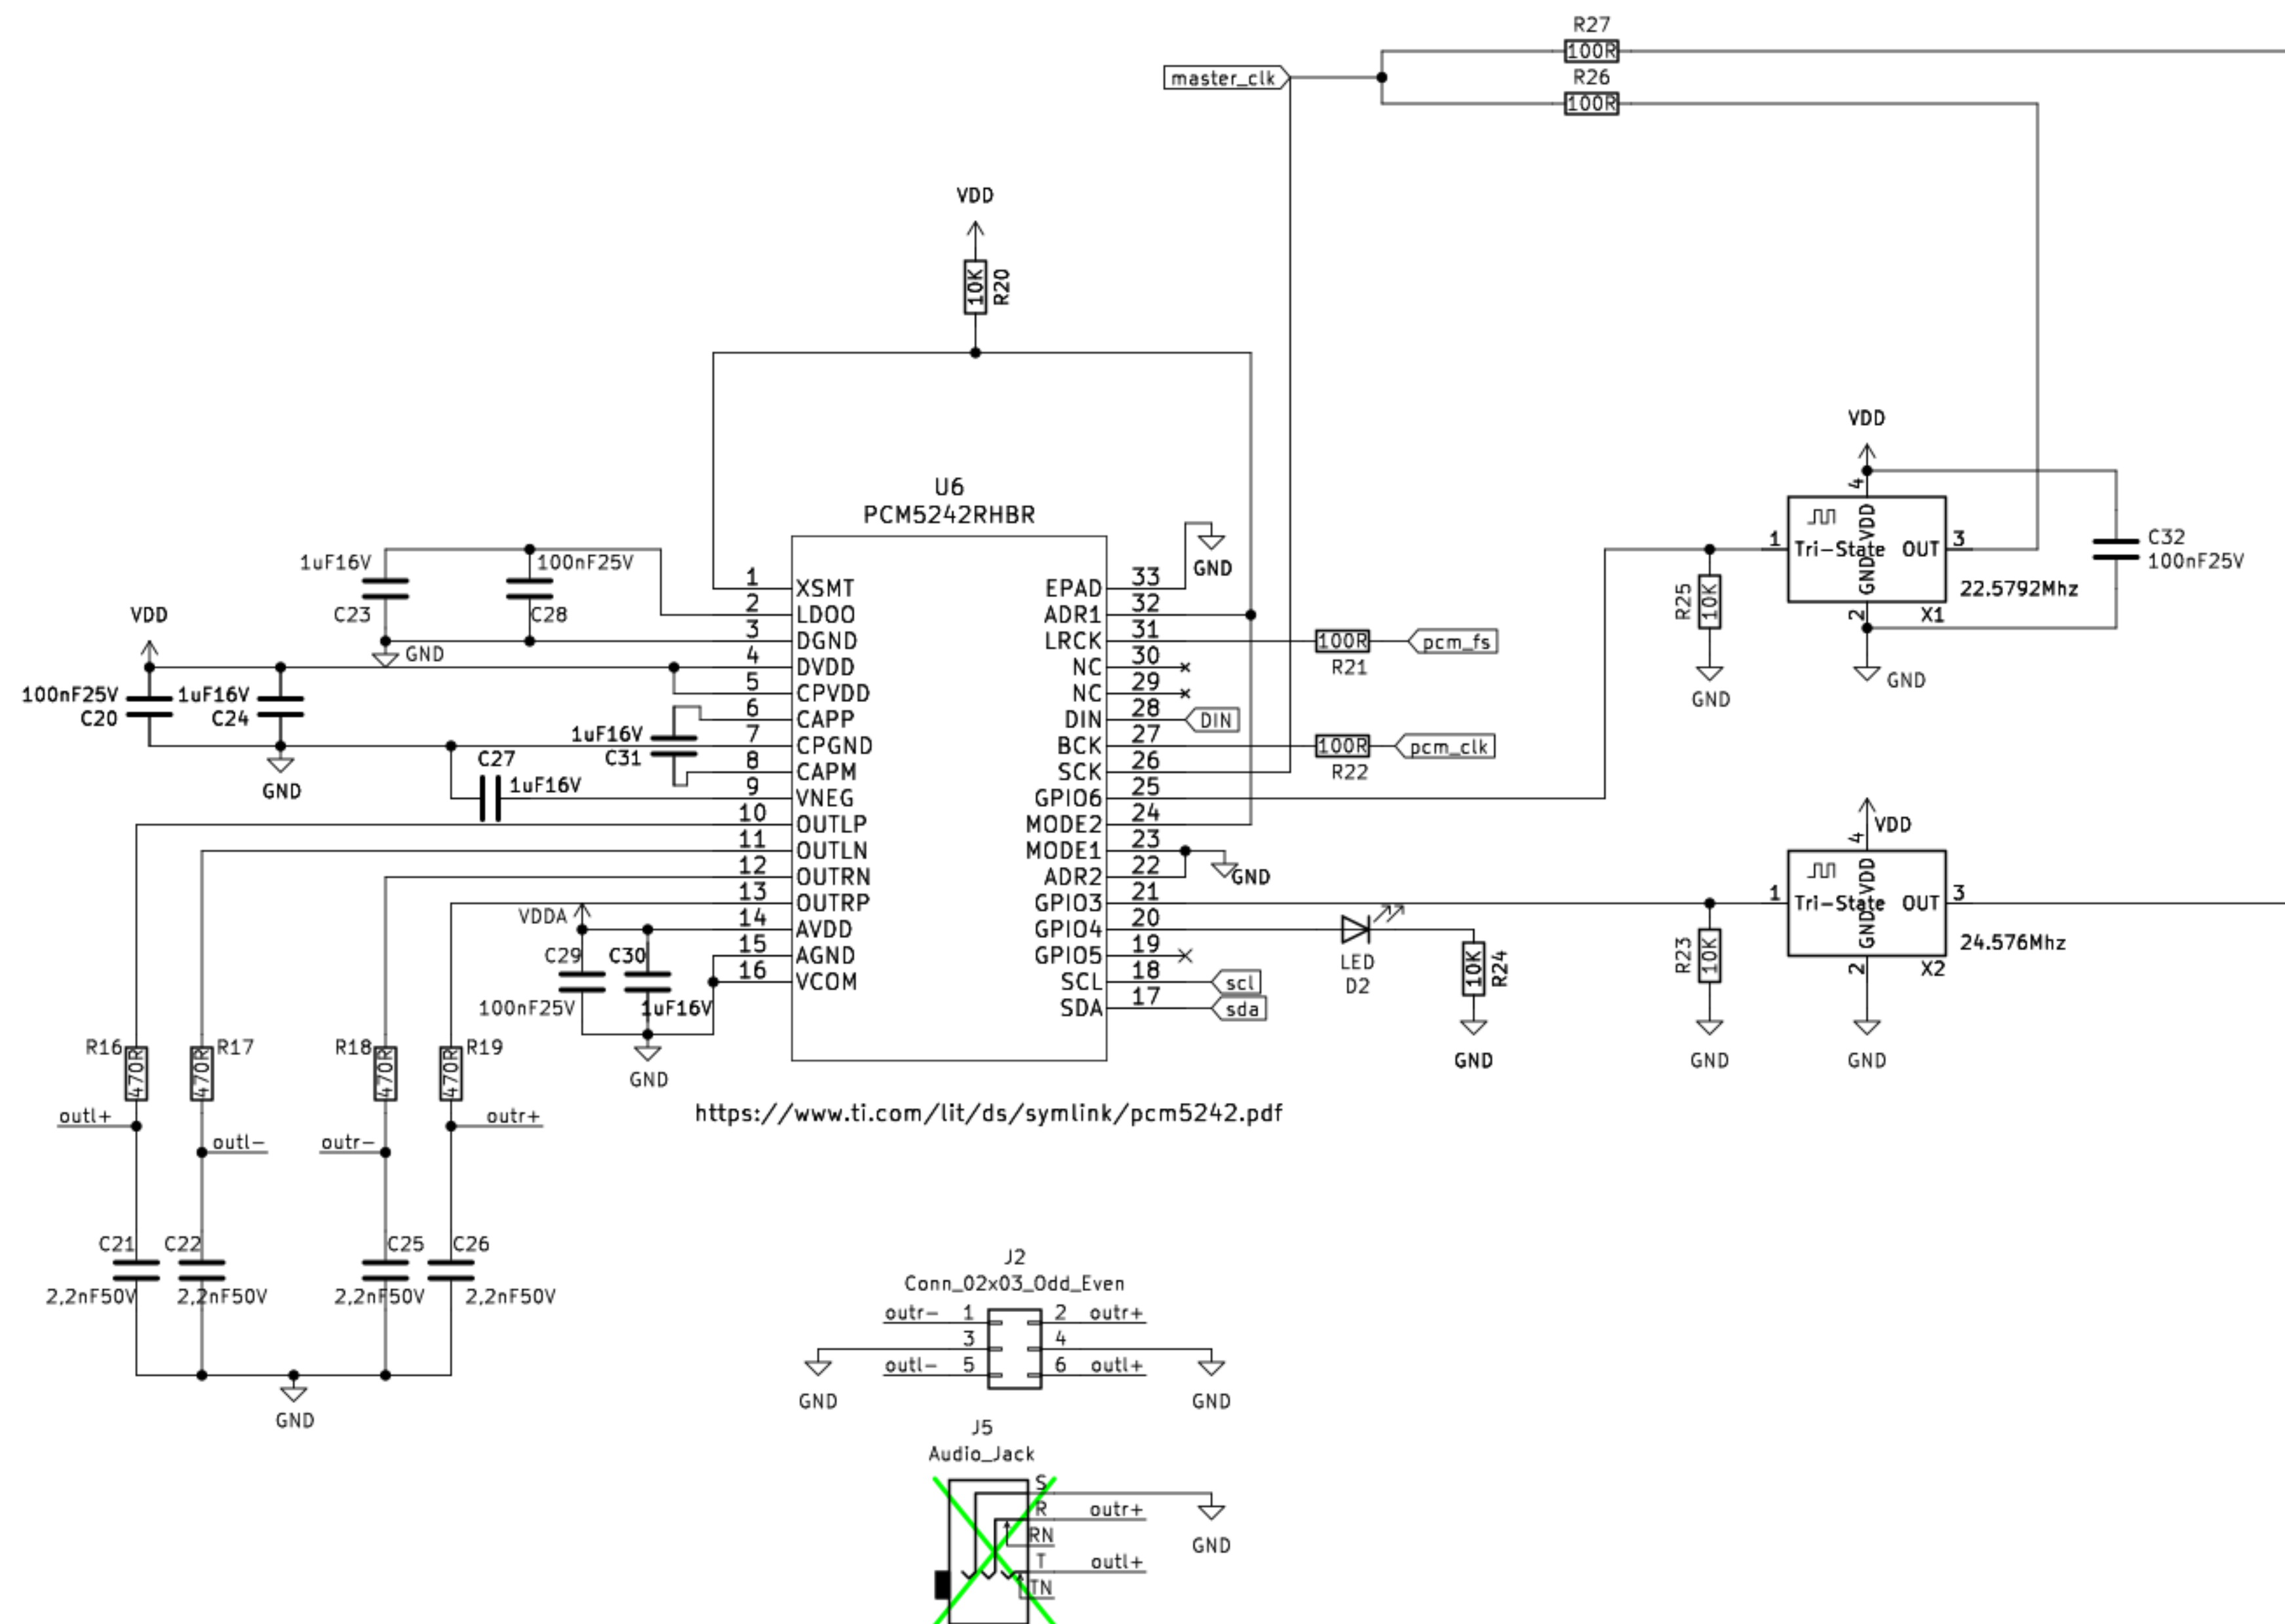 R27
100R
R26
100R
master_clk
VDD
10K
R20
VDD
U6
PCM5242RHBR
1 XSMT
2 LDOO
3 DGND
4 DVDD
5 CPVDD
6 CAPP
7 CPGND
8 CAPM
9 VNEG
10 OUTLP
11 OUTLN
12 OUTRN
13 OUTRP
14 AVDD
15 AGND
16 VCOM
EPAD 33
ADR1 32
LRCK 31
NC 30
NC 29
DIN 28
BCK 27
SCK 26
GPIO6 25
MODE2 24
MODE1 23
ADR2 22
GPIO3 21
GPIO4 20
GPIO5 19
SCL 18
SDA 17
1uF16V
C23
100nF25V
C28
GND
VDD
100nF25V
C20
1uF16V
C24
GND
C27
1uF16V
1uF16V
C31
VDDA
C29
100nF25V
C30
1uF16V
GND
GND
100R
R21
pcm_fs
DIN
100R
R22
pcm_clk
GND
LED
D2
10K
R24
GND
scl
sda
4
1 Tri-State OUT 3
GND VDD
2
22.5792Mhz
X1
C32
100nF25V
R25
10K
GND
GND
VDD
4
1 Tri-State OUT 3
GND VDD
2
24.576Mhz
X2
R23
10K
GND
GND
R16
470R
R17
470R
R18
470R
R19
470R
outl+
outl-
outr-
outr+
https://www.ti.com/lit/ds/symlink/pcm5242.pdf
C21
2,2nF50V
C22
2,2nF50V
C25
2,2nF50V
C26
2,2nF50V
GND
J2
Conn_02x03_Odd_Even
outr- 1 2 outr+
3 4
outl- 5 6 outl+
GND
GND
J5
Audio_Jack
S
R outr+
RN
T outl+
TN
GND